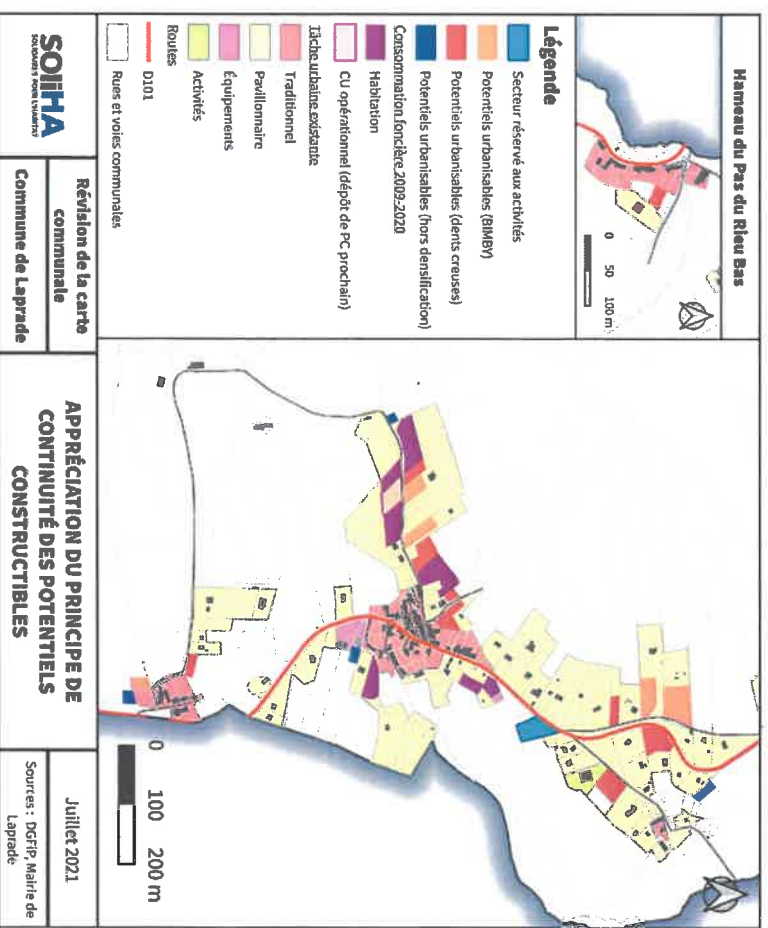 Hameau du Pas du Rieu Bas
0 50 100 m
Légende
Secteur réservé aux activités
Potentiels urbanisables (BIMBY)
Potentiels urbanisables (dents creuses)
Potentiels urbanisables (hors densification)
Consommation foncière 2009-2020
Habitation
CU opérationnel (dépôt de PC prochain)
Tâche urbaine existante
Traditionnel
Pavillonnaire
Équipements
Activités
Routes
D101
Rues et voies communales
SOliHA
SOLIDAIRES POUR L'HABITAT
Révision de la carte
communale
Commune de Laprade
APPRÉCIATION DU PRINCIPE DE
CONTINUITÉ DES POTENTIELS
CONSTRUCTIBLES
0 100 200 m
Juillet 2021
Sources : DGFiP, Mairie de
Laprade